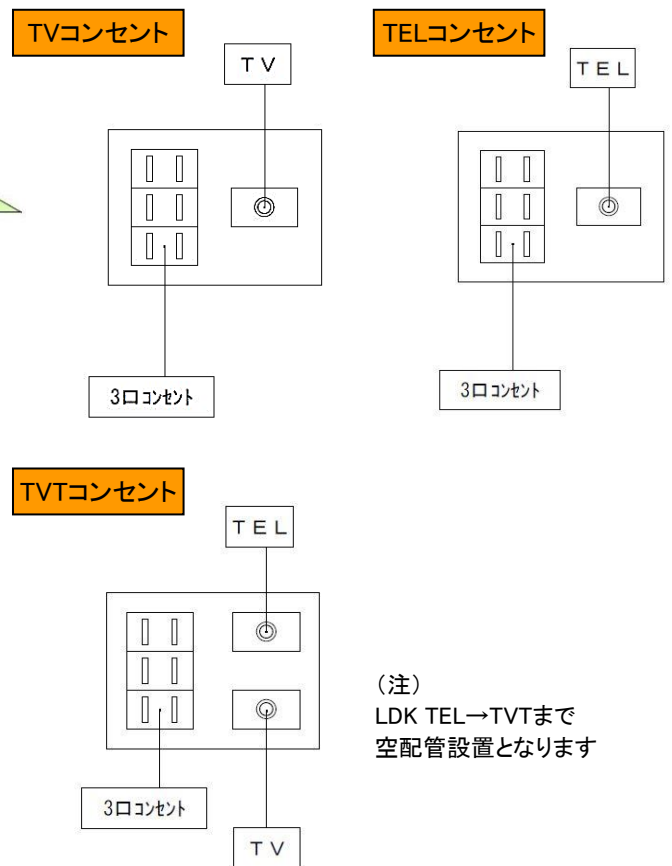 TVコンセント
TELコンセント
ＴＶ
ＴＥＬ
3口コンセント
3口コンセント
TVTコンセント
ＴＥＬ
（注）
LDK TEL→TVTまで
空配管設置となります
3口コンセント
ＴＶ